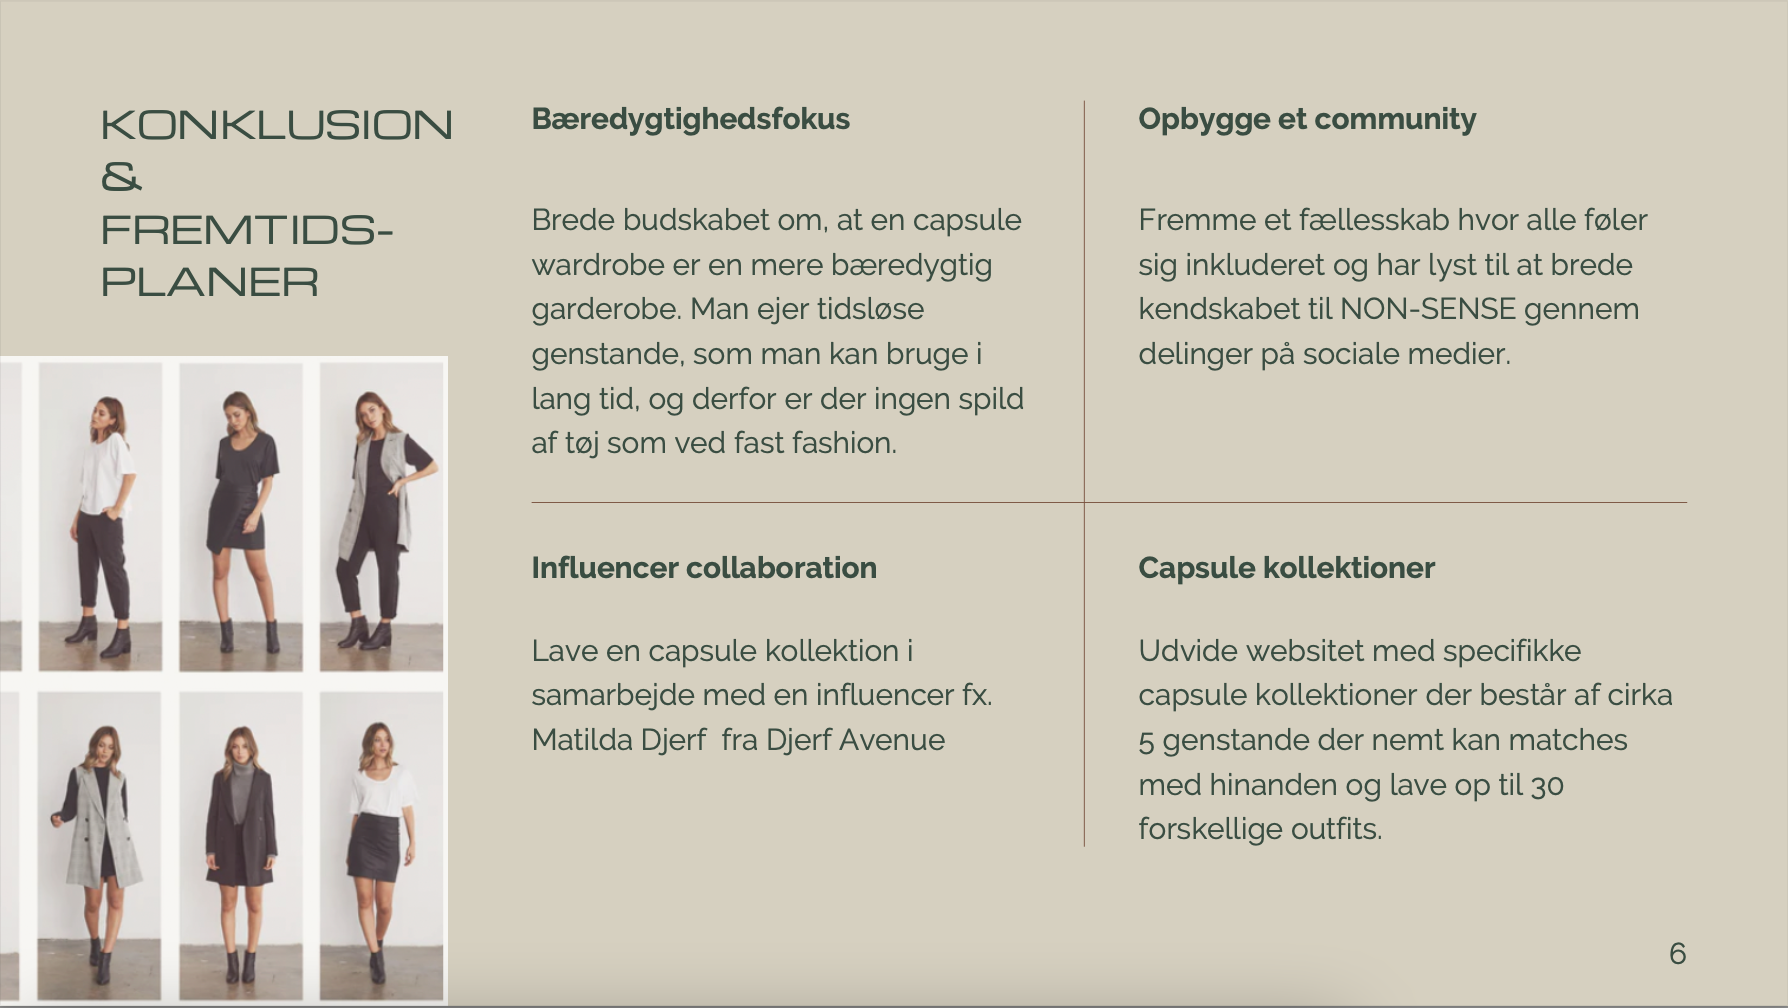 KONKLUSION
&
FREMTIDS-
PLANER
Bæredygtighedsfokus
Brede budskabet om, at en capsule
wardrobe er en mere bæredygtig
garderobe. Man ejer tidsløse
genstande, som man kan bruge i
lang tid, og derfor er der ingen spild
af tøj som ved fast fashion.
Opbygge et community
Fremme et fællesskab hvor alle føler
sig inkluderet og har lyst til at brede
kendskabet til NON-SENSE gennem
delinger på sociale medier.
Influencer collaboration
Lave en capsule kollektion i
samarbejde med en influencer fx.
Matilda Djerf  fra Djerf Avenue
Capsule kollektioner
Udvide websitet med specifikke
capsule kollektioner der består af cirka
5 genstande der nemt kan matches
med hinanden og lave op til 30
forskellige outfits.
6